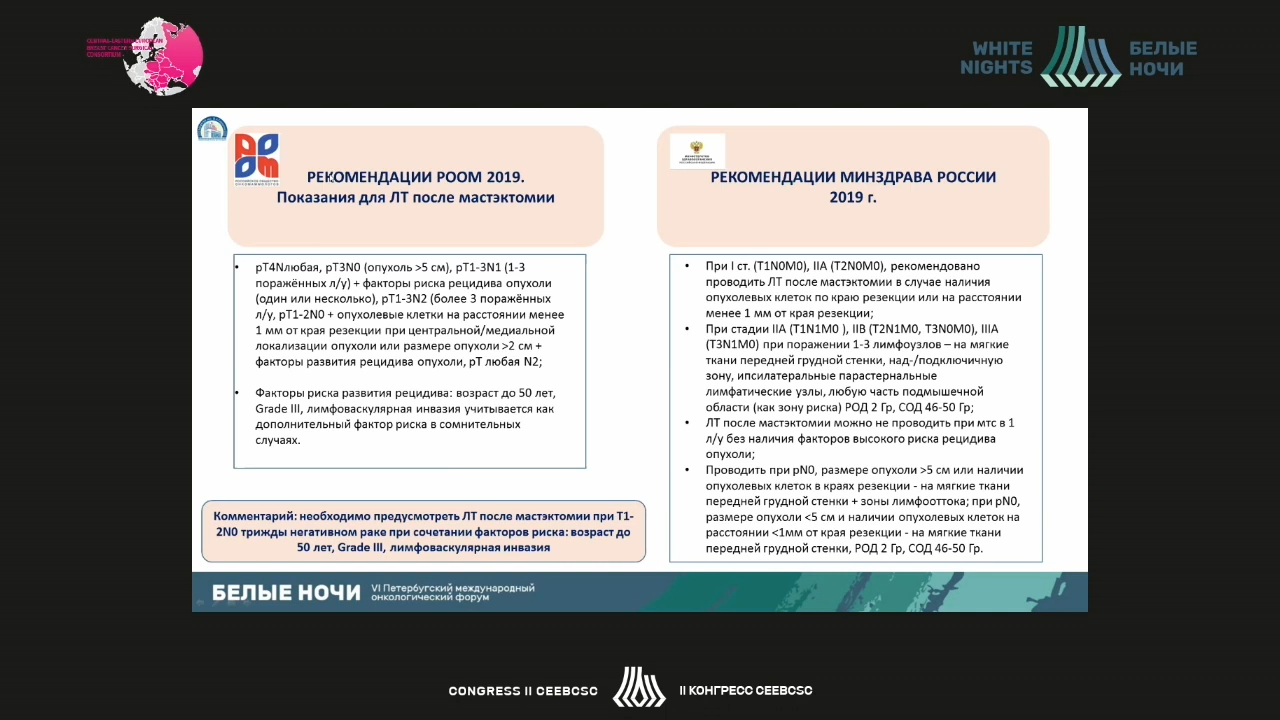 CENTRAL-EASTERN EUROPEAN
BREAST CANCER SURGICAL
CONSORTIUM
WHITE
NIGHTS
БЕЛЫЕ
НОЧИ
РЕКОМЕНДАЦИИ РООМ 2019.
Показания для ЛТ после мастэктомии
• pT4Nлюбая, pT3N0 (опухоль >5 см), pT1-3N1 (1-3
поражённых л/у) + факторы риска рецидива опухоли
(один или несколько), pT1-3N2 (более 3 поражённых
л/у, pT1-2N0 + опухолевые клетки на расстоянии менее
1 мм от края резекции при центральной/медиальной
локализации опухоли или размере опухоли >2 см +
факторы развития рецидива опухоли, pT любая N2;
• Факторы риска развития рецидива: возраст до 50 лет,
Grade III, лимфоваскулярная инвазия учитывается как
дополнительный фактор риска в сомнительных
случаях.
Комментарий: необходимо предусмотреть ЛТ после мастэктомии при T1-
2N0 трижды негативном раке при сочетании факторов риска: возраст до
50 лет, Grade III, лимфоваскулярная инвазия
РЕКОМЕНДАЦИИ МИНЗДРАВА РОССИИ
2019 г.
• При I ст. (T1N0M0), IIA (T2N0M0), рекомендовано
проводить ЛТ после мастэктомии в случае наличия
опухолевых клеток по краю резекции или на расстоянии
менее 1 мм от края резекции;
• При стадии IIA (T1N1M0 ), IIB (T2N1M0, T3N0M0), IIIA
(T3N1M0) при поражении 1-3 лимфоузлов – на мягкие
ткани передней грудной стенки, над-/подключичную
зону, ипсилатеральные парастернальные
лимфатические узлы, любую часть подмышечной
области (как зону риска) РОД 2 Гр, СОД 46-50 Гр;
• ЛТ после мастэктомии можно не проводить при мтс в 1
л/у без наличия факторов высокого риска рецидива
опухоли;
• Проводить при pN0, размере опухоли >5 см или наличии
опухолевых клеток в краях резекции - на мягкие ткани
передней грудной стенки + зоны лимфооттока; при pN0,
размере опухоли <5 см и наличии опухолевых клеток на
расстоянии <1мм от края резекции - на мягкие ткани
передней грудной стенки, РОД 2 Гр, СОД 46-50 Гр.
БЕЛЫЕ НОЧИ
VI Петербургский международный
онкологический форум
CONGRESS II CEEBCSC
II КОНГРЕСС CEEBCSC